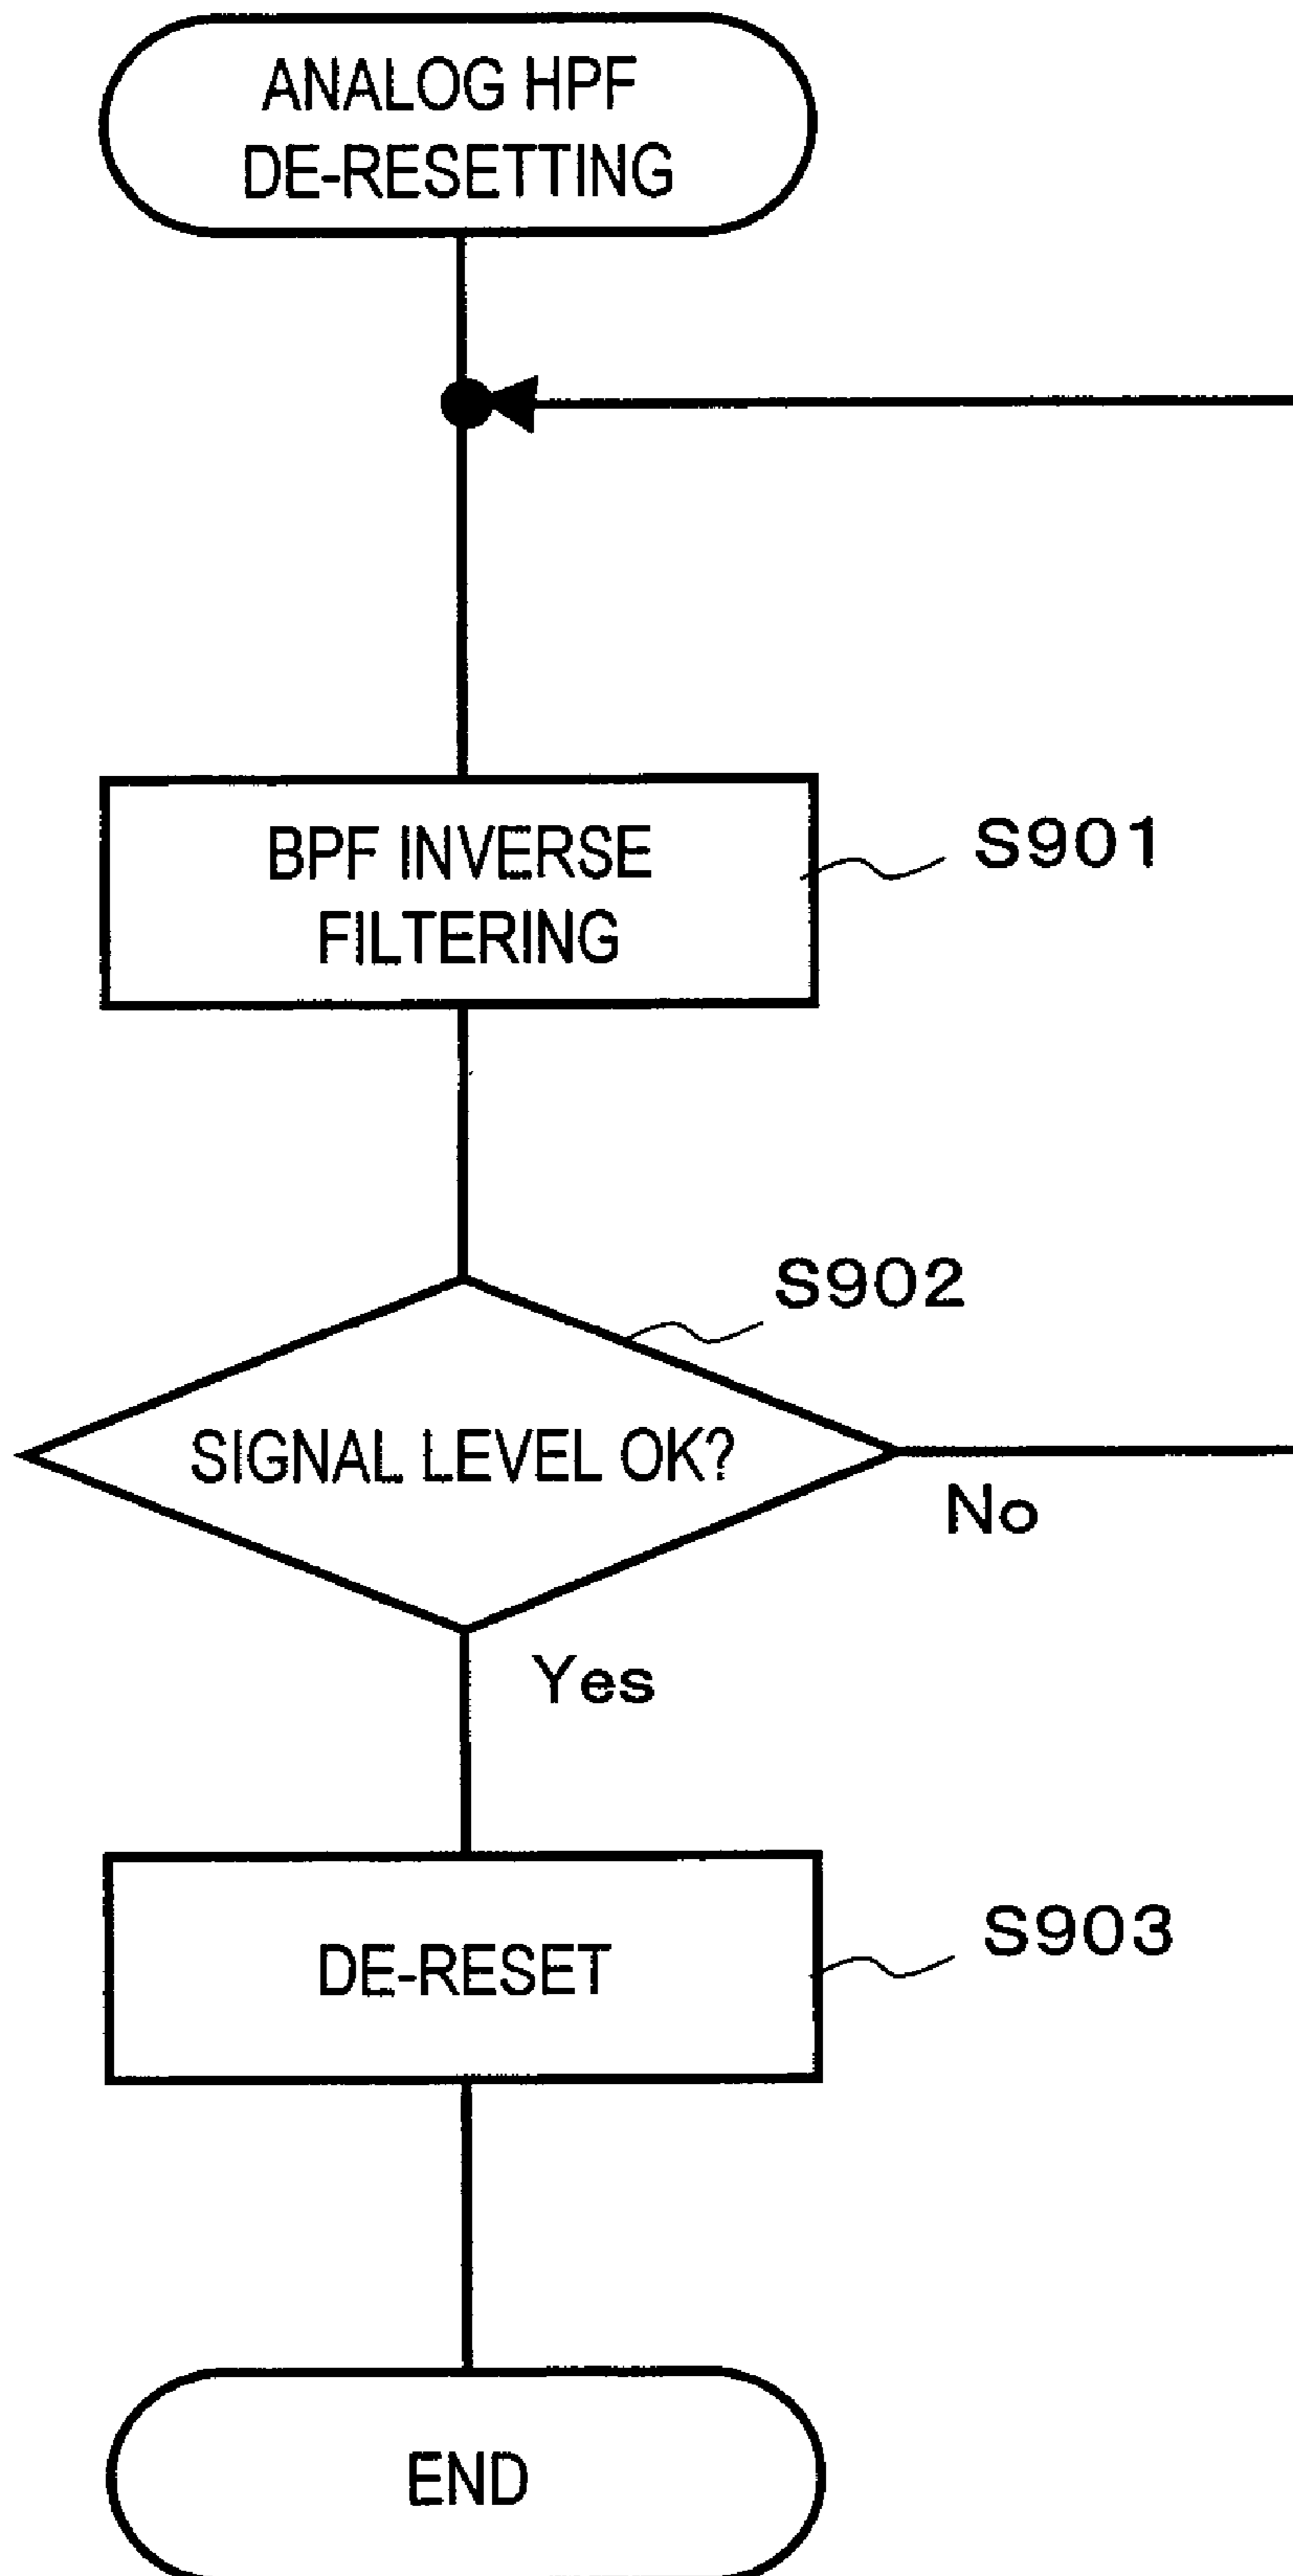 ANALOG HPF
DE-RESETTING
BPF INVERSE
FILTERING
S901
S902
SIGNAL LEVEL OK?
No
Yes
DE-RESET
S903
END